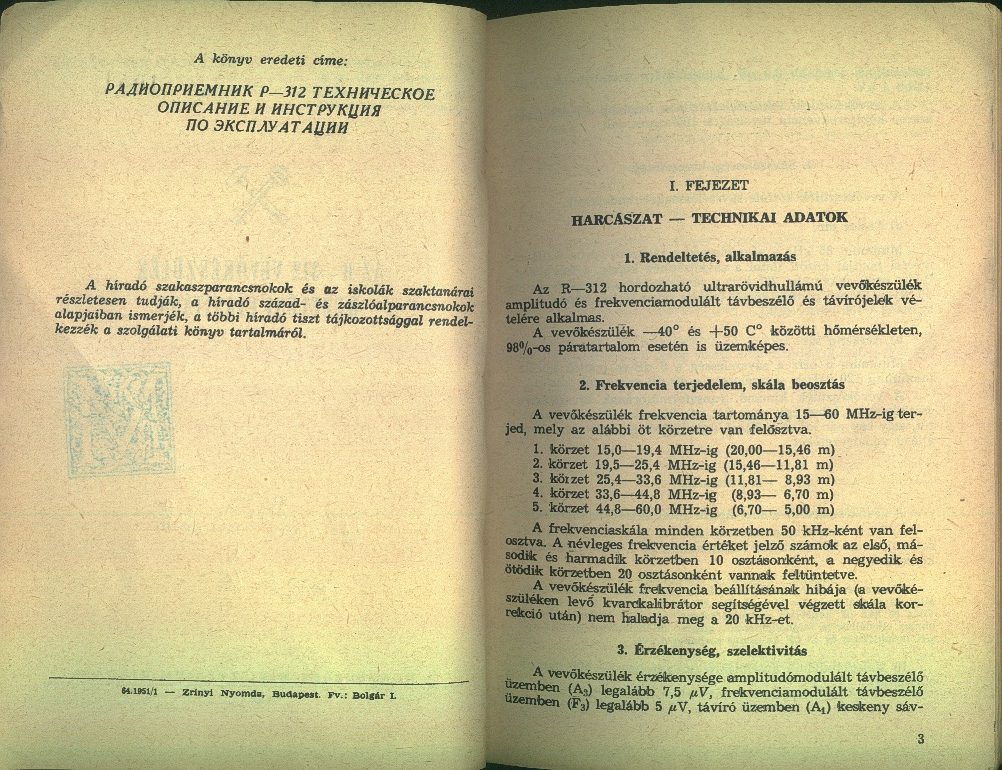 A könyv eredeti címe:
РАДИОПРИЕМНИК Р—312 ТЕХНИЧЕСКОЕ
ОПИСАНИЕ И ИНСТРУКЦИЯ
ПО ЭКСПЛУАТАЦИИ
A híradó szakaszparancsnokok és az iskolák szaktanárai
részletesen tudják, a híradó század- és zászlóalparancsnokok
alapjaiban ismerjék, a többi híradó tiszt tájkozottsággal rendel-
kezzék a szolgálati könyv tartalmáról.
64.1951/1 — Zrínyi Nyomda, Budapest. Fv.: Bolgár I.
I. FEJEZET
HARCÁSZAT — TECHNIKAI ADATOK
1. Rendeltetés, alkalmazás
Az R—312 hordozható ultrarövidhullámú vevőkészülék
amplitudó és frekvenciamodulált távbeszélő és távírójelek vé-
telére alkalmas.
A vevőkészülék —40° és +50 C° közötti hőmérsékleten,
98%-os páratartalom esetén is üzemképes.
2. Frekvencia terjedelem, skála beosztás
A vevőkészülék frekvencia tartománya 15—60 MHz-ig ter-
jed, mely az alábbi öt körzetre van felősztva.
1. körzet 15,0—19,4 MHz-ig (20,00—15,46 m)
2. körzet 19,5—25,4 MHz-ig (15,46—11,81 m)
3. körzet 25,4—33,6 MHz-ig (11,81— 8,93 m)
4. körzet 33,6—44,8 MHz-ig (8,93— 6,70 m)
5. körzet 44,8—60,0 MHz-ig (6,70— 5,00 m)
A frekvenciaskála minden körzetben 50 kHz-ként van fel-
osztva. A névleges frekvencia értéket jelző számok az első, má-
sodik és harmadik körzetben 10 osztásonként, a negyedik és
ötödik körzetben 20 osztásonként vannak feltüntetve.
A vevőkészülék frekvencia beállításának hibája (a vevőké-
szüléken levő kvarckalibrátor segítségével végzett skála kor-
rekció után) nem haladja meg a 20 kHz-et.
3. Érzékenység, szelektivitás
A vevőkészülék érzékenysége amplitudómodulált távbeszélő
üzemben (A₃) legalább 7,5 μV, frekvenciamodulált távbeszélő
üzemben (F₃) legalább 5 μV, távíró üzemben (A₁) keskeny sáv-
3